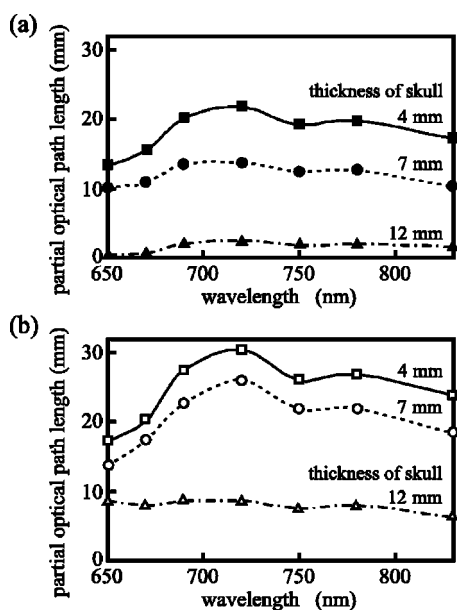 (a)
partial optical path length (mm)
30
20
10
0
thickness of skull
4 mm
7 mm
12 mm
650 700 750 800
wavelength (nm)
(b)
partial optical path length (mm)
30
20
10
0
4 mm
7 mm
thickness of skull
12 mm
650 700 750 800
wavelength (nm)